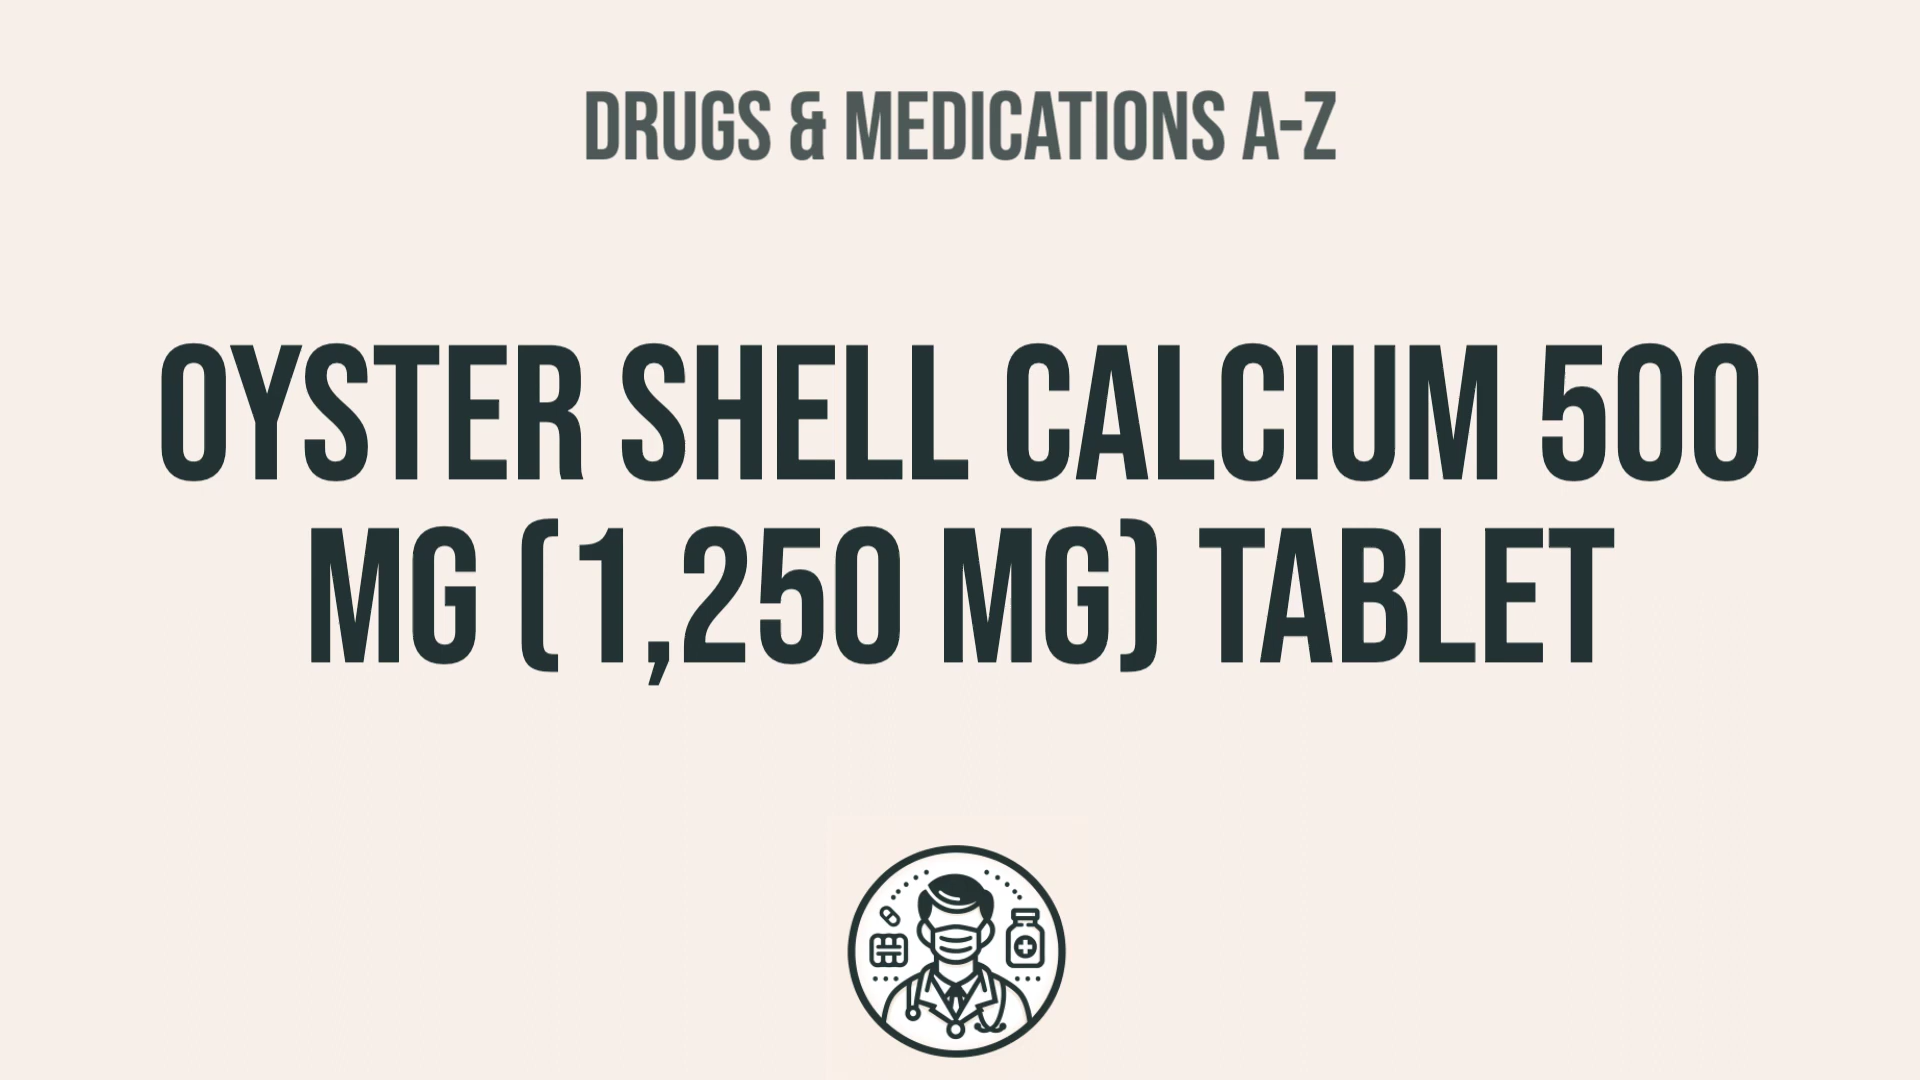 DRUGS & MEDICATIONS A-Z
OYSTER SHELL CALCIUM 500
MG (1,250 MG) TABLET